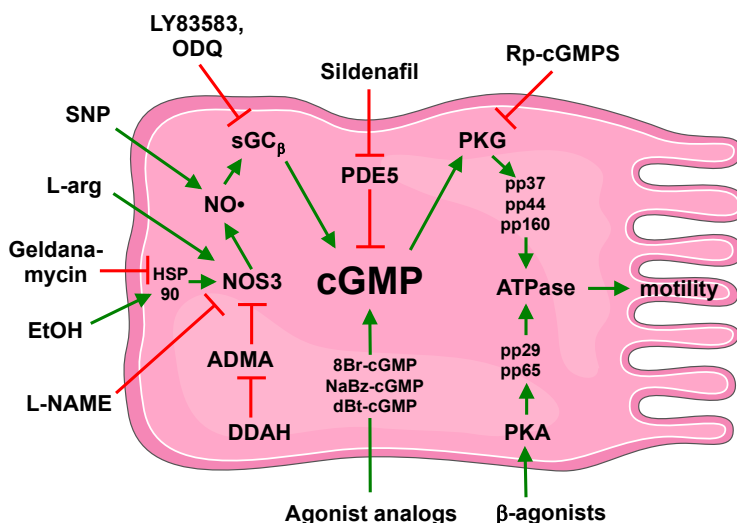 LY83583,
ODQ
Sildenafil
Rp-cGMPS
SNP
sGCβ
PKG
PDE5
pp37
pp44
pp160
L-arg
NO•
Geldana-
mycin
HSP
90
NOS3
cGMP
ATPase
motility
EtOH
ADMA
8Br-cGMP
NaBz-cGMP
dBt-cGMP
pp29
pp65
L-NAME
DDAH
PKA
Agonist analogs
β-agonists